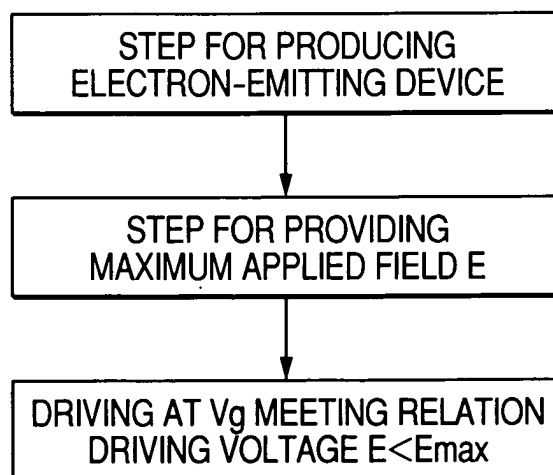 STEP FOR PRODUCING
ELECTRON-EMITTING DEVICE
STEP FOR PROVIDING
MAXIMUM APPLIED FIELD E
DRIVING AT Vg MEETING RELATION
DRIVING VOLTAGE E<Emax